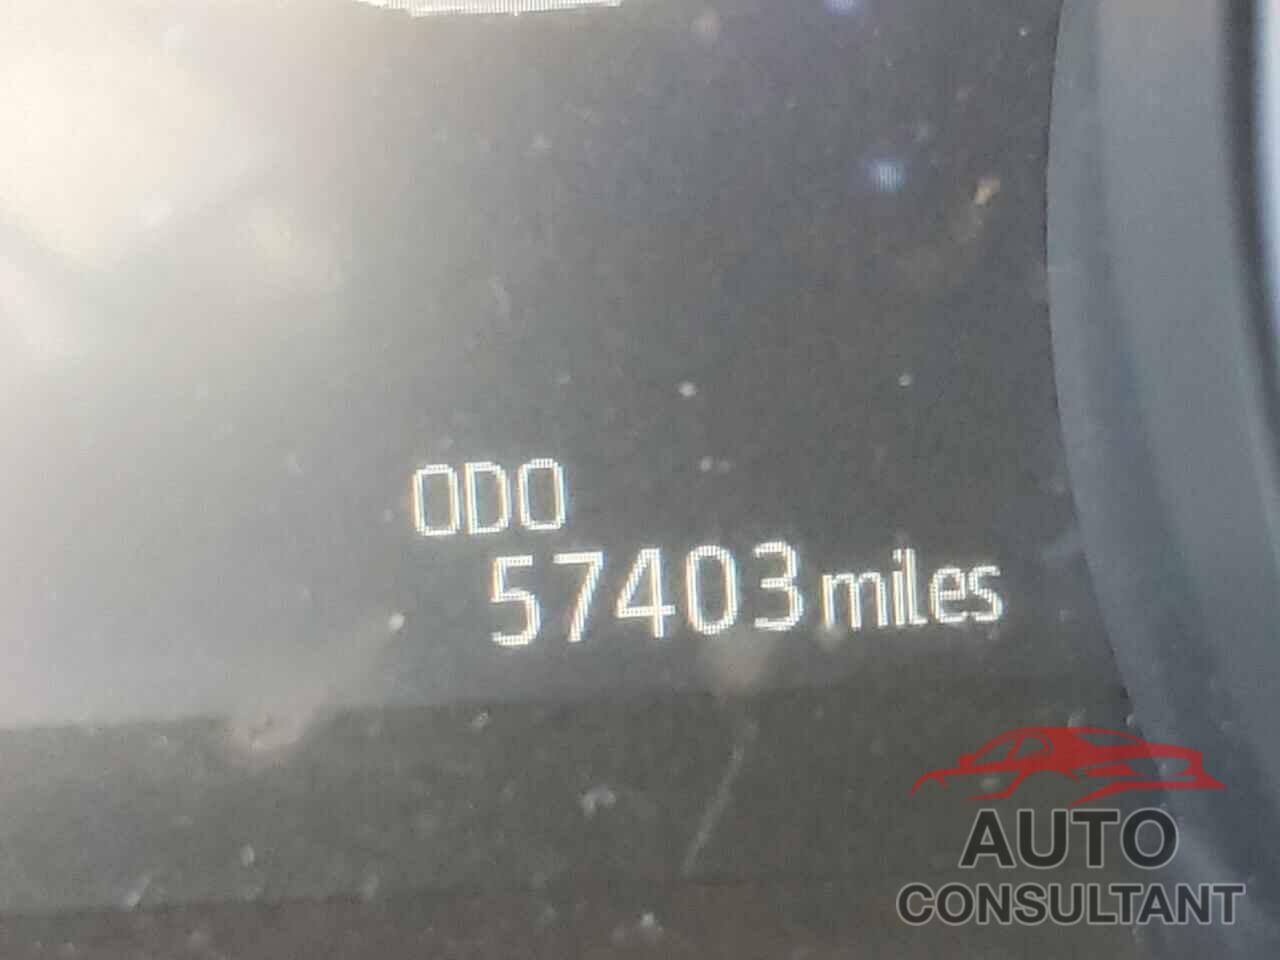 ODO
57403 miles
AUTO
CONSULTANT